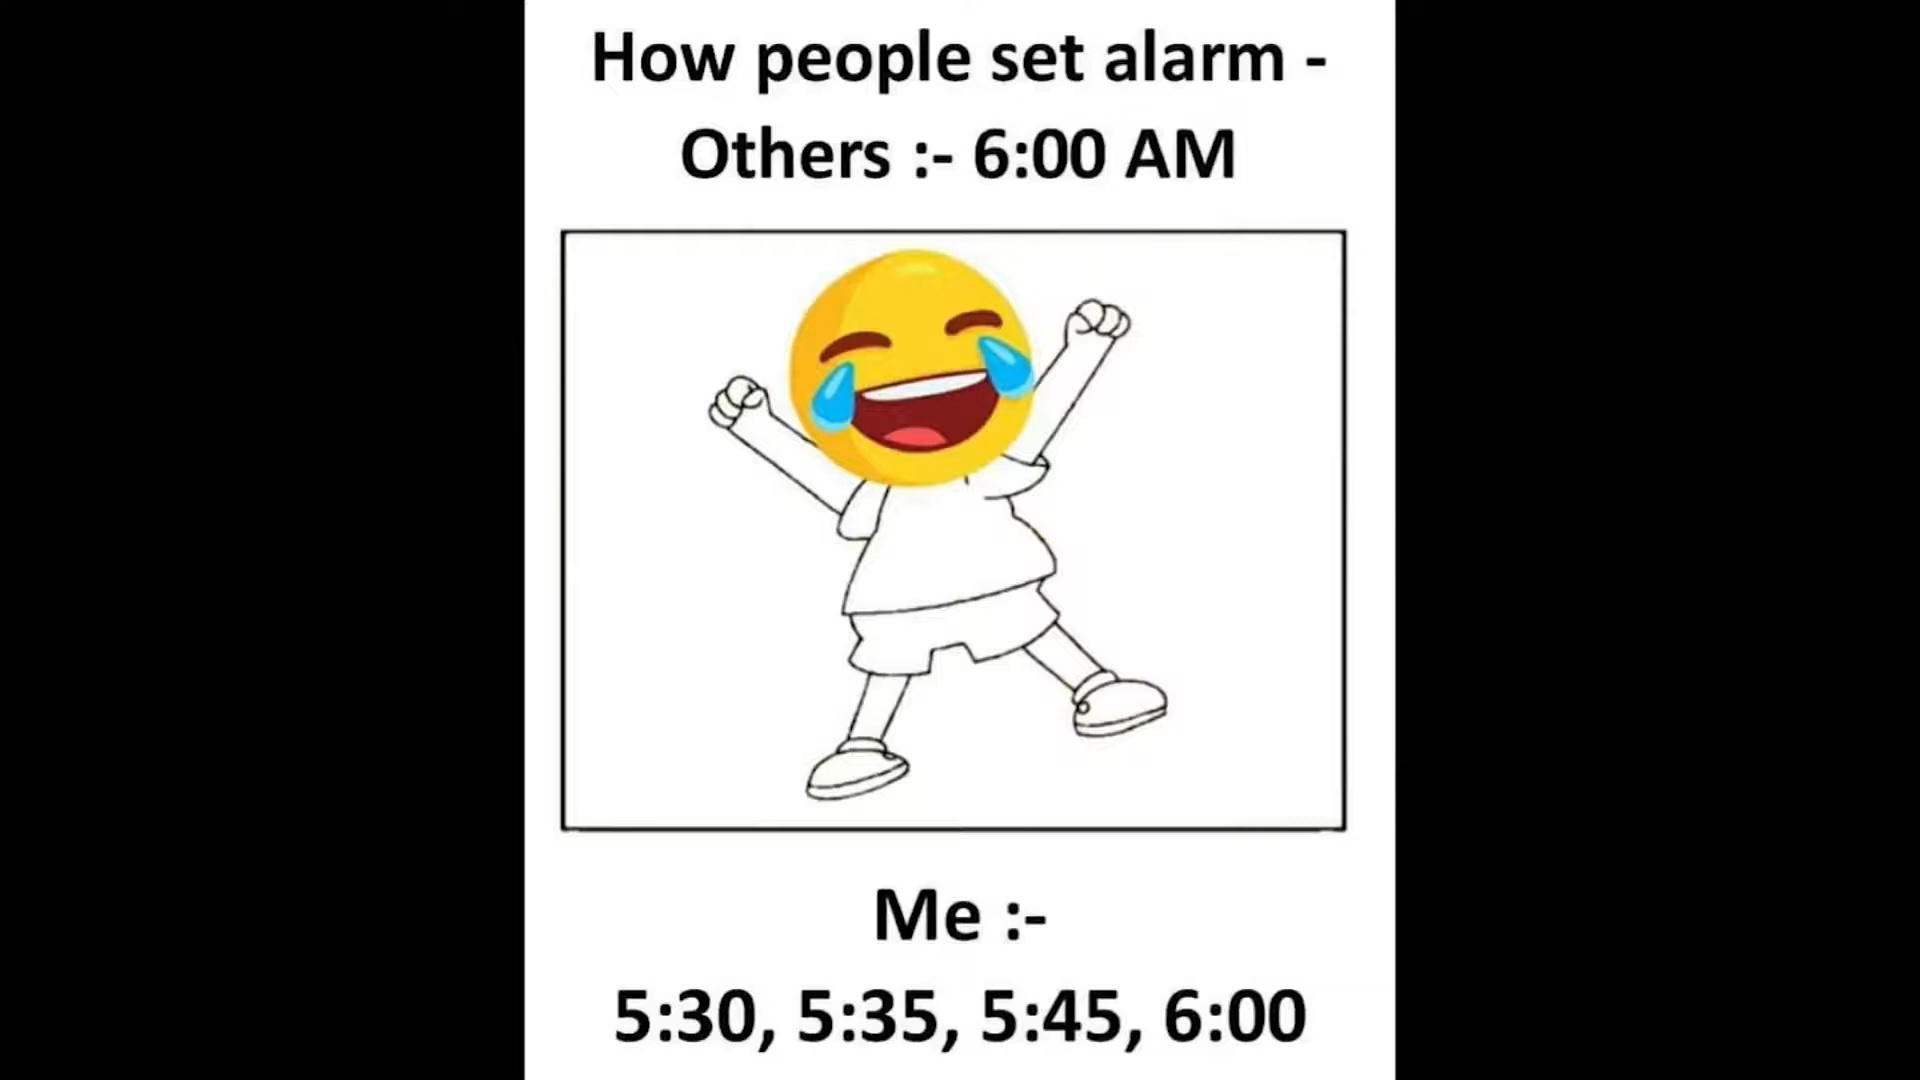 How people set alarm -
Others :- 6:00 AM
Me :-
5:30, 5:35, 5:45, 6:00